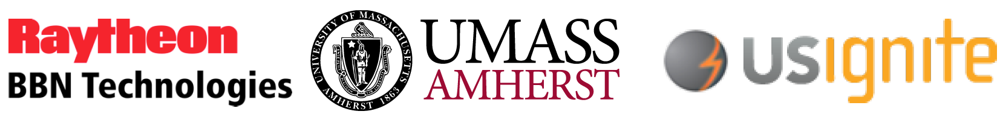 Raytheon
BBN Technologies
UNIVERSITY OF MASSACHUSETTS
AMHERST 1863
UMASS
AMHERST
usignite